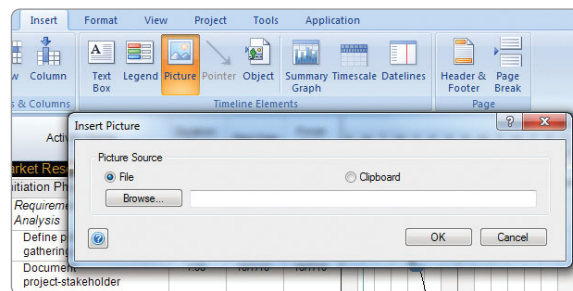 Insert Format View Project Tools Application
Column Text Box Legend Picture Pointer Object Summary Graph Timescale Datelines Header & Footer Page Break
& Columns Timeline Elements Page
Insert Picture
Picture Source
File Clipboard
Browse...
OK Cancel
Requirem
Analysis
Define p
gathering
Document
project-stakeholder